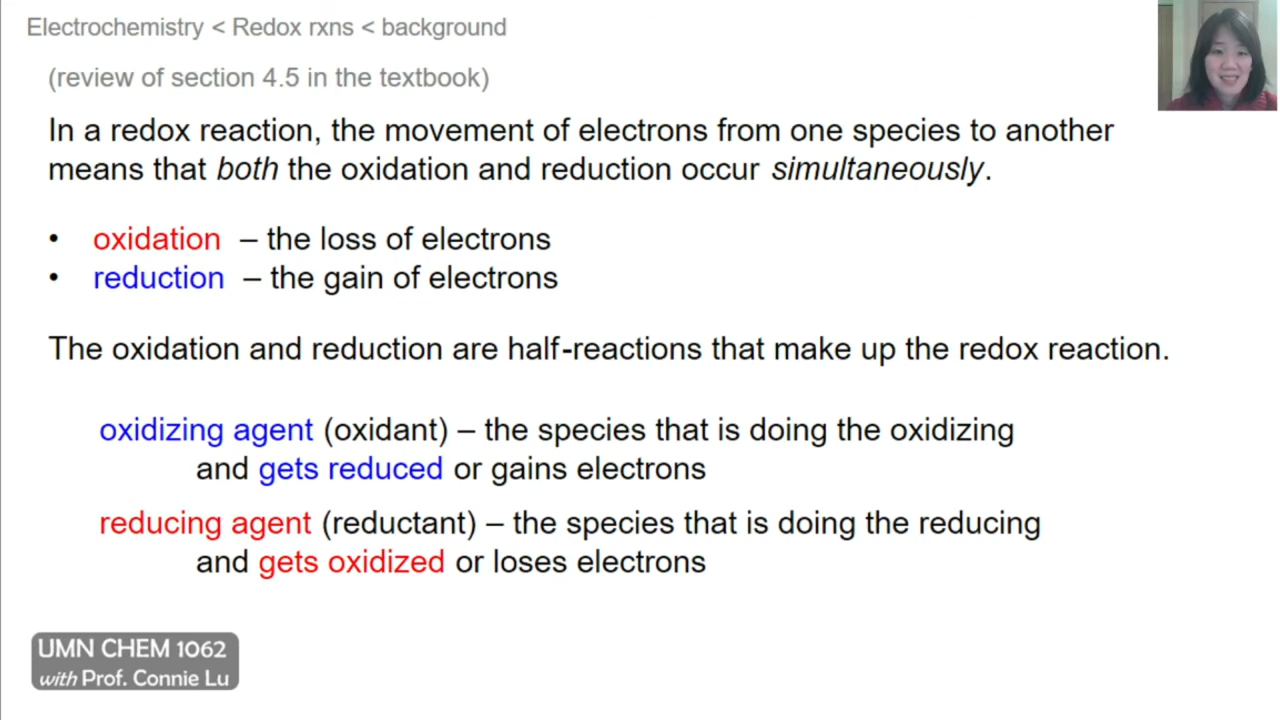 Electrochemistry < Redox rxns < background
(review of section 4.5 in the textbook)
In a redox reaction, the movement of electrons from one species to another
means that both the oxidation and reduction occur simultaneously.
• oxidation – the loss of electrons
• reduction – the gain of electrons
The oxidation and reduction are half-reactions that make up the redox reaction.
oxidizing agent (oxidant) – the species that is doing the oxidizing
and gets reduced or gains electrons
reducing agent (reductant) – the species that is doing the reducing
and gets oxidized or loses electrons
UMN CHEM 1062
with Prof. Connie Lu